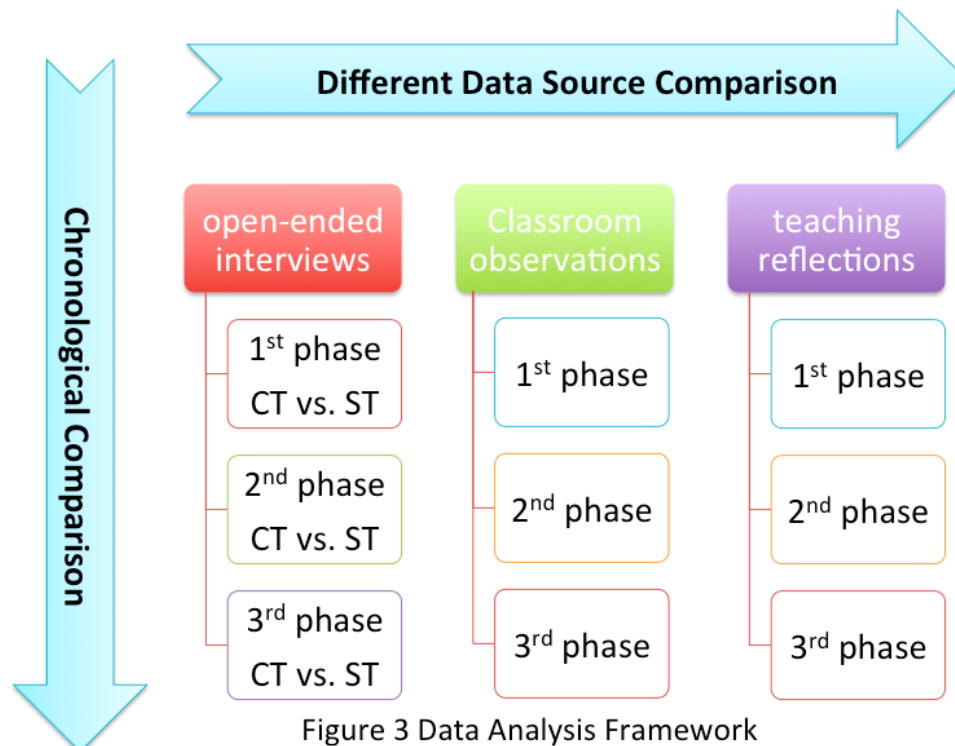 Different Data Source Comparison
Chronological Comparison
open-ended
interviews
1st phase
CT vs. ST
2nd phase
CT vs. ST
3rd phase
CT vs. ST
Classroom
observations
1st phase
2nd phase
3rd phase
teaching
reflections
1st phase
2nd phase
3rd phase
Figure 3 Data Analysis Framework